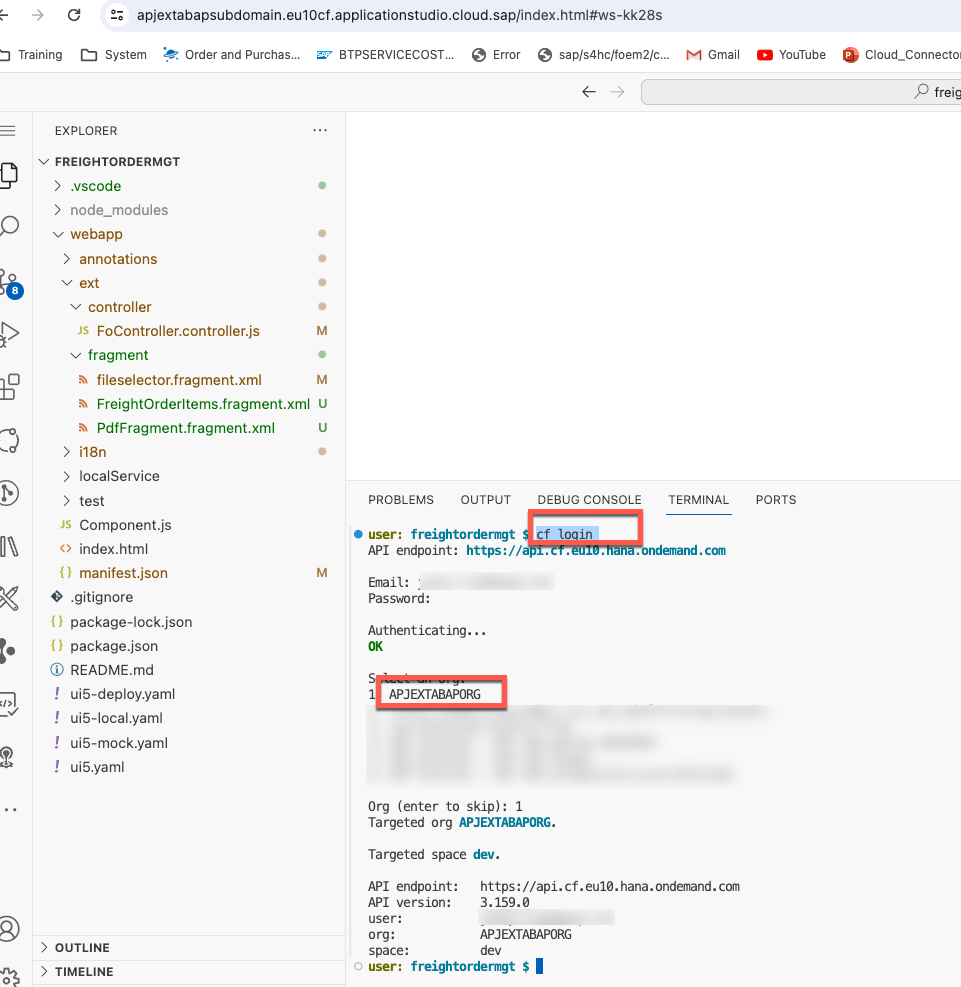 apjextabapsubdomain.eu10cf.applicationstudio.cloud.sap/index.html#ws-kk28s
Training
System
Order and Purchas...
SAP
BTPSERVICECOST...
Error
sap/s4hc/foem2/c...
Gmail
YouTube
Cloud_Connector
freig
EXPLORER
FREIGHTORDERMGT
.vscode
node_modules
webapp
annotations
ext
8
controller
JS FoController.controller.js M
fragment
fileselector.fragment.xml M
FreightOrderItems.fragment.xml U
PdfFragment.fragment.xml U
i18n
localService
test
JS Component.js
<> index.html
{} manifest.json M
.gitignore
{} package-lock.json
{} package.json
README.md
! ui5-deploy.yaml
! ui5-local.yaml
! ui5-mock.yaml
! ui5.yaml
OUTLINE
TIMELINE
PROBLEMS OUTPUT DEBUG CONSOLE TERMINAL PORTS
user: freightordermgt $ cf login
API endpoint: https://api.cf.eu10.hana.ondemand.com
Email:
Password:
Authenticating...
OK
Select an org:
1 APJEXTABAPORG
Org (enter to skip): 1
Targeted org APJEXTABAPORG.
Targeted space dev.
API endpoint: https://api.cf.eu10.hana.ondemand.com
API version: 3.159.0
user:
org: APJEXTABAPORG
space: dev
user: freightordermgt $